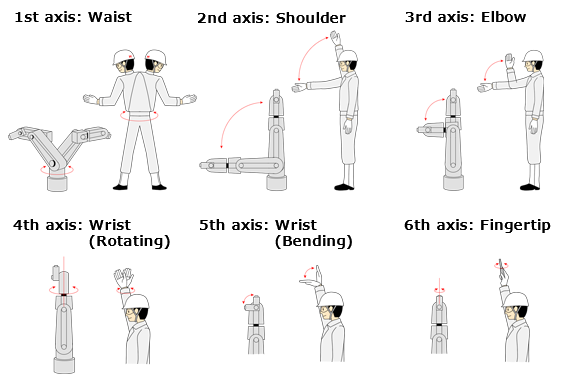 1st axis: Waist
2nd axis: Shoulder
3rd axis: Elbow
4th axis: Wrist
(Rotating)
5th axis: Wrist
(Bending)
6th axis: Fingertip